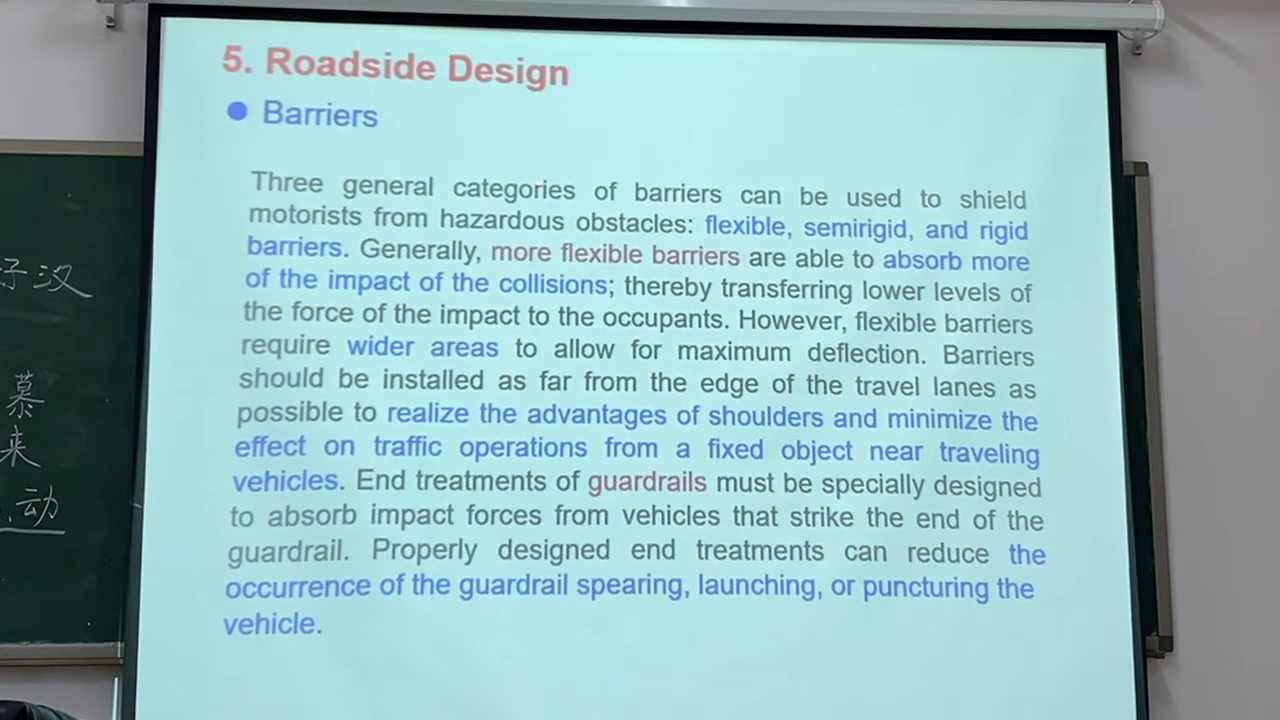 5. Roadside Design
● Barriers
Three general categories of barriers can be used to shield
motorists from hazardous obstacles: flexible, semirigid, and rigid
barriers. Generally, more flexible barriers are able to absorb more
of the impact of the collisions; thereby transferring lower levels of
the force of the impact to the occupants. However, flexible barriers
require wider areas to allow for maximum deflection. Barriers
should be installed as far from the edge of the travel lanes as
possible to realize the advantages of shoulders and minimize the
effect on traffic operations from a fixed object near traveling
vehicles. End treatments of guardrails must be specially designed
to absorb impact forces from vehicles that strike the end of the
guardrail. Properly designed end treatments can reduce the
occurrence of the guardrail spearing, launching, or puncturing the
vehicle.
汉
慕
来
动